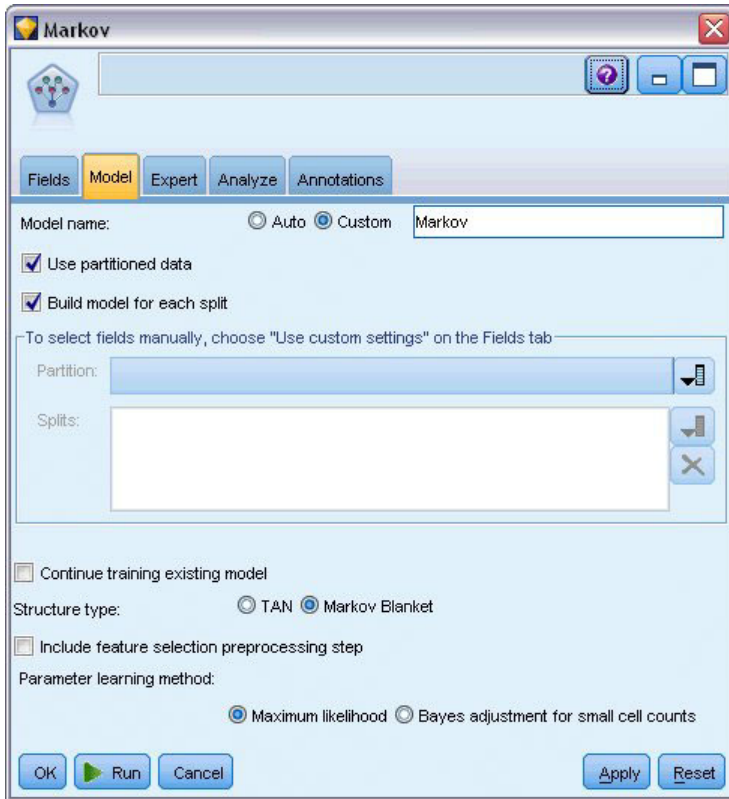 Markov
?
Fields Model Expert Analyze Annotations
Model name: Auto Custom Markov
Use partitioned data
Build model for each split
To select fields manually, choose "Use custom settings" on the Fields tab
Partition:
Splits:
Continue training existing model
Structure type: TAN Markov Blanket
Include feature selection preprocessing step
Parameter learning method:
Maximum likelihood Bayes adjustment for small cell counts
OK Run Cancel Apply Reset